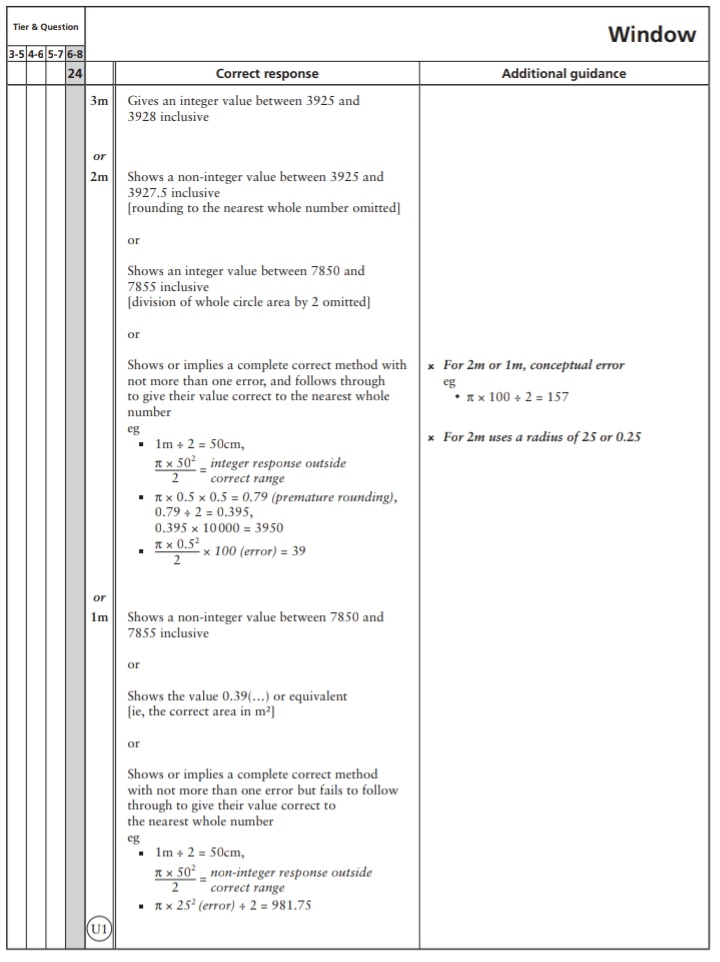 Tier & Question
Window
3-5 4-6 5-7 6-8
24
Correct response
Additional guidance
3m
Gives an integer value between 3925 and
3928 inclusive
or
2m
Shows a non-integer value between 3925 and
3927.5 inclusive
[rounding to the nearest whole number omitted]
or
Shows an integer value between 7850 and
7855 inclusive
[division of whole circle area by 2 omitted]
or
Shows or implies a complete correct method with
not more than one error, and follows through
to give their value correct to the nearest whole
number
eg
▪ 1m ÷ 2 = 50cm,
π × 50² / 2 = integer response outside
correct range
▪ π × 0.5 × 0.5 = 0.79 (premature rounding),
0.79 ÷ 2 = 0.395,
0.395 × 10 000 = 3950
▪ π × 0.5² / 2 × 100 (error) = 39
× For 2m or 1m, conceptual error
eg
• π × 100 ÷ 2 = 157
× For 2m uses a radius of 25 or 0.25
or
1m
Shows a non-integer value between 7850 and
7855 inclusive
or
Shows the value 0.39(...) or equivalent
[ie, the correct area in m²]
or
Shows or implies a complete correct method
with not more than one error but fails to follow
through to give their value correct to
the nearest whole number
eg
▪ 1m ÷ 2 = 50cm,
π × 50² / 2 = non-integer response outside
correct range
▪ π × 25² (error) ÷ 2 = 981.75
U1